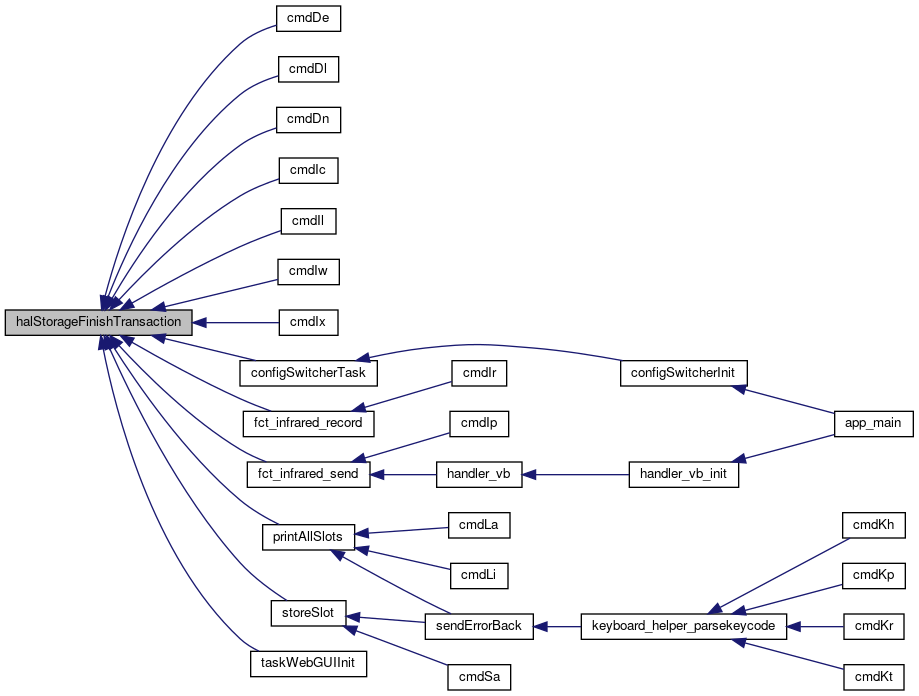 cmdDe
cmdDl
cmdDn
cmdIc
cmdIl
cmdIw
halStorageFinishTransaction
cmdIx
configSwitcherTask
cmdIr
configSwitcherInit
fct_infrared_record
cmdIp
app_main
fct_infrared_send
handler_vb
handler_vb_init
printAllSlots
cmdLa
cmdKh
cmdLi
cmdKp
storeSlot
sendErrorBack
keyboard_helper_parsekeycode
cmdKr
taskWebGUIInit
cmdSa
cmdKt